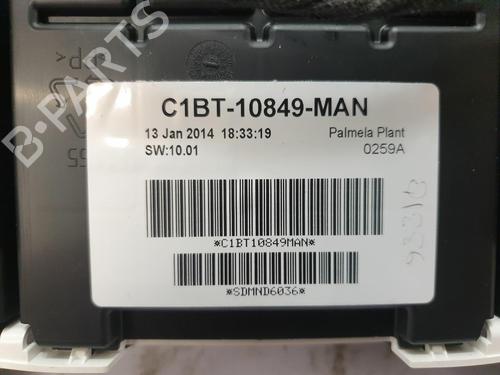 C1BT-10849-MAN
13 Jan 2014 18:33:19
Palmela Plant
SW:10.01
0259A
*C1BT10849MAN*
*SDMND6036*
B-PARTS